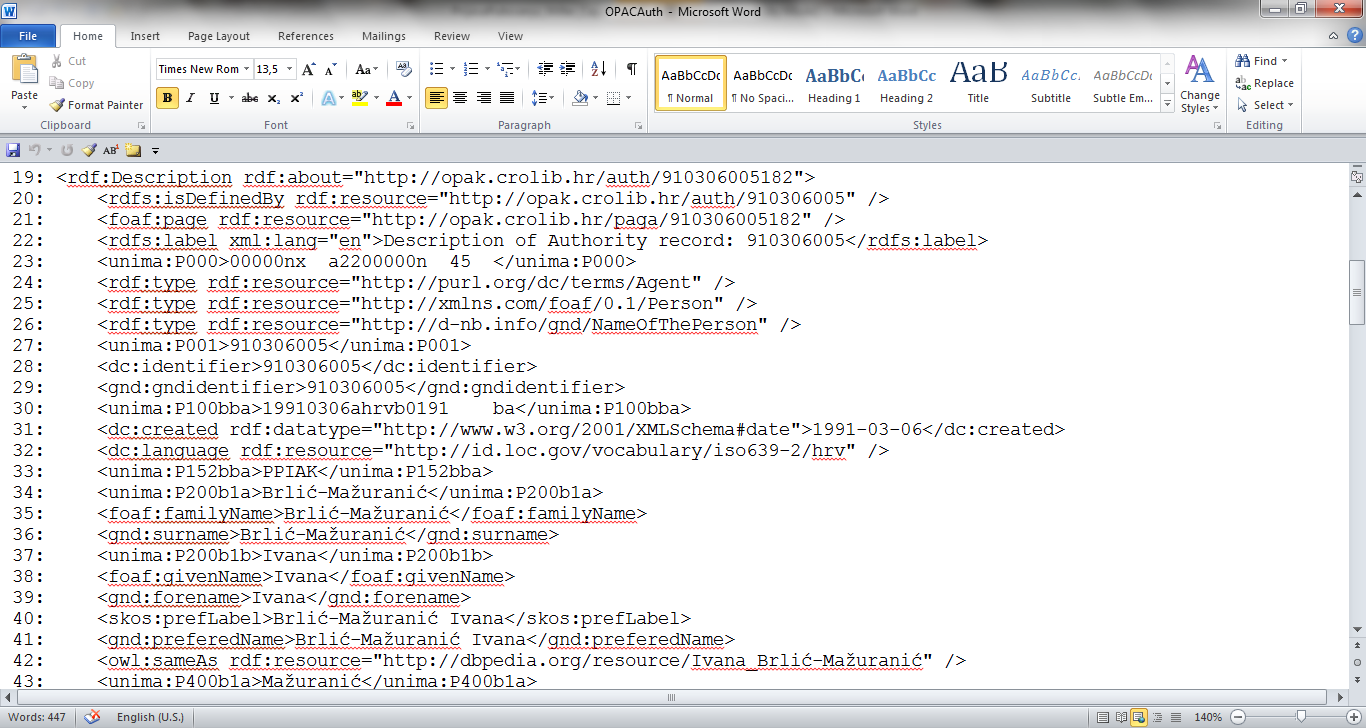 OPACAuth - Microsoft Word
File Home Insert Page Layout References Mailings Review View
Paste
Cut
Copy
Format Painter
Clipboard
Times New Rom 13,5
Font
Paragraph
AaBbCcDc AaBbCcDc AaBbCc AaBbCc AaB AaBbCc. AaBbCcDc
¶ Normal ¶ No Spaci... Heading 1 Heading 2 Title Subtitle Subtle Em...
Change Styles
Styles
Find
Replace
Select
Editing
19: <rdf:Description rdf:about="http://opak.crolib.hr/auth/910306005182">
20: <rdfs:isDefinedBy rdf:resource="http://opak.crolib.hr/auth/910306005" />
21: <foaf:page rdf:resource="http://opak.crolib.hr/paga/910306005182" />
22: <rdfs:label xml:lang="en">Description of Authority record: 910306005</rdfs:label>
23: <unima:P000>00000nx  a2200000n  45  </unima:P000>
24: <rdf:type rdf:resource="http://purl.org/dc/terms/Agent" />
25: <rdf:type rdf:resource="http://xmlns.com/foaf/0.1/Person" />
26: <rdf:type rdf:resource="http://d-nb.info/gnd/NameOfThePerson" />
27: <unima:P001>910306005</unima:P001>
28: <dc:identifier>910306005</dc:identifier>
29: <gnd:gndidentifier>910306005</gnd:gndidentifier>
30: <unima:P100bba>19910306ahrvb0191    ba</unima:P100bba>
31: <dc:created rdf:datatype="http://www.w3.org/2001/XMLSchema#date">1991-03-06</dc:created>
32: <dc:language rdf:resource="http://id.loc.gov/vocabulary/iso639-2/hrv" />
33: <unima:P152bba>PPIAK</unima:P152bba>
34: <unima:P200b1a>Brlić-Mažuranić</unima:P200b1a>
35: <foaf:familyName>Brlić-Mažuranić</foaf:familyName>
36: <gnd:surname>Brlić-Mažuranić</gnd:surname>
37: <unima:P200b1b>Ivana</unima:P200b1b>
38: <foaf:givenName>Ivana</foaf:givenName>
39: <gnd:forename>Ivana</gnd:forename>
40: <skos:prefLabel>Brlić-Mažuranić Ivana</skos:prefLabel>
41: <gnd:preferedName>Brlić-Mažuranić Ivana</gnd:preferedName>
42: <owl:sameAs rdf:resource="http://dbpedia.org/resource/Ivana_Brlić-Mažuranić" />
43: <unima:P400b1a>Mažuranić</unima:P400b1a>
Words: 447 English (U.S.) 140%